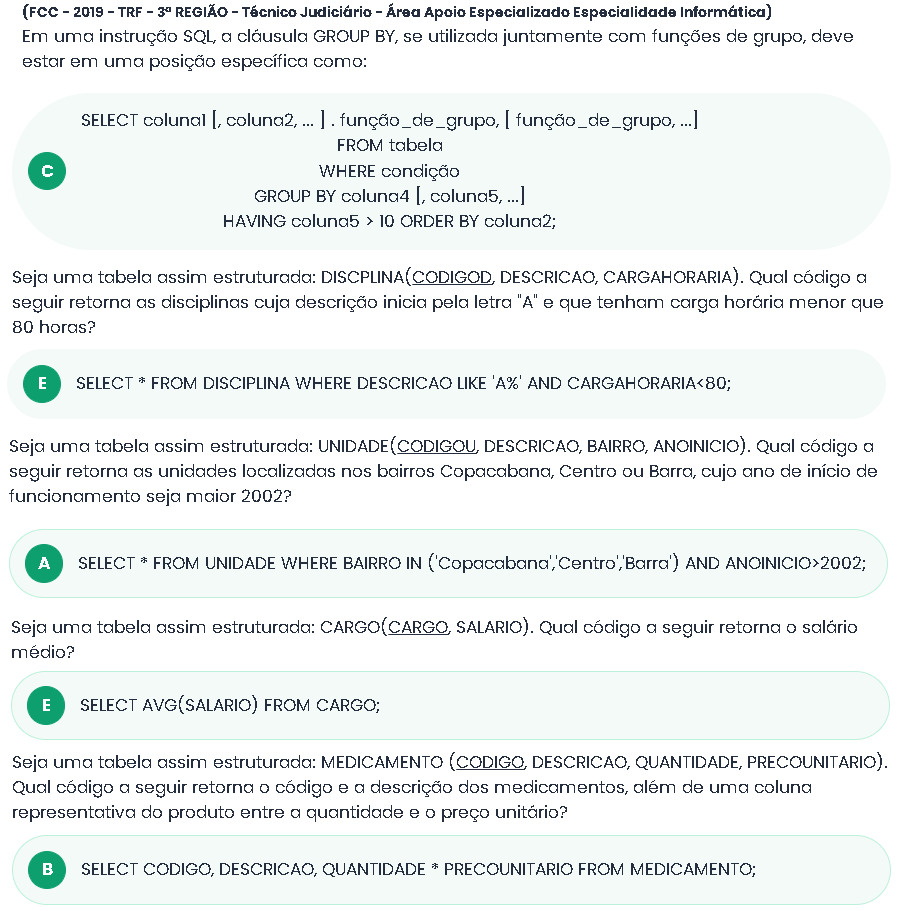 (FCC - 2019 - TRF - 3ª REGIÃO - Técnico Judiciário - Área Apoio Especializado Especialidade Informática)
Em uma instrução SQL, a cláusula GROUP BY, se utilizada juntamente com funções de grupo, deve
estar em uma posição específica como:
SELECT coluna1 [, coluna2, ... ] . função_de_grupo, [ função_de_grupo, ...]
FROM tabela
C
WHERE condição
GROUP BY coluna4 [, coluna5, ...]
HAVING coluna5 > 10 ORDER BY coluna2;
Seja uma tabela assim estruturada: DISCPLINA(CODIGOD, DESCRICAO, CARGAHORARIA). Qual código a
seguir retorna as disciplinas cuja descrição inicia pela letra "A" e que tenham carga horária menor que
80 horas?
E SELECT * FROM DISCIPLINA WHERE DESCRICAO LIKE 'A%' AND CARGAHORARIA<80;
Seja uma tabela assim estruturada: UNIDADE(CODIGOU, DESCRICAO, BAIRRO, ANOINICIO). Qual código a
seguir retorna as unidades localizadas nos bairros Copacabana, Centro ou Barra, cujo ano de início de
funcionamento seja maior 2002?
A SELECT * FROM UNIDADE WHERE BAIRRO IN ('Copacabana','Centro','Barra') AND ANOINICIO>2002;
Seja uma tabela assim estruturada: CARGO(CARGO, SALARIO). Qual código a seguir retorna o salário
médio?
E SELECT AVG(SALARIO) FROM CARGO;
Seja uma tabela assim estruturada: MEDICAMENTO (CODIGO, DESCRICAO, QUANTIDADE, PRECOUNITARIO).
Qual código a seguir retorna o código e a descrição dos medicamentos, além de uma coluna
representativa do produto entre a quantidade e o preço unitário?
B SELECT CODIGO, DESCRICAO, QUANTIDADE * PRECOUNITARIO FROM MEDICAMENTO;